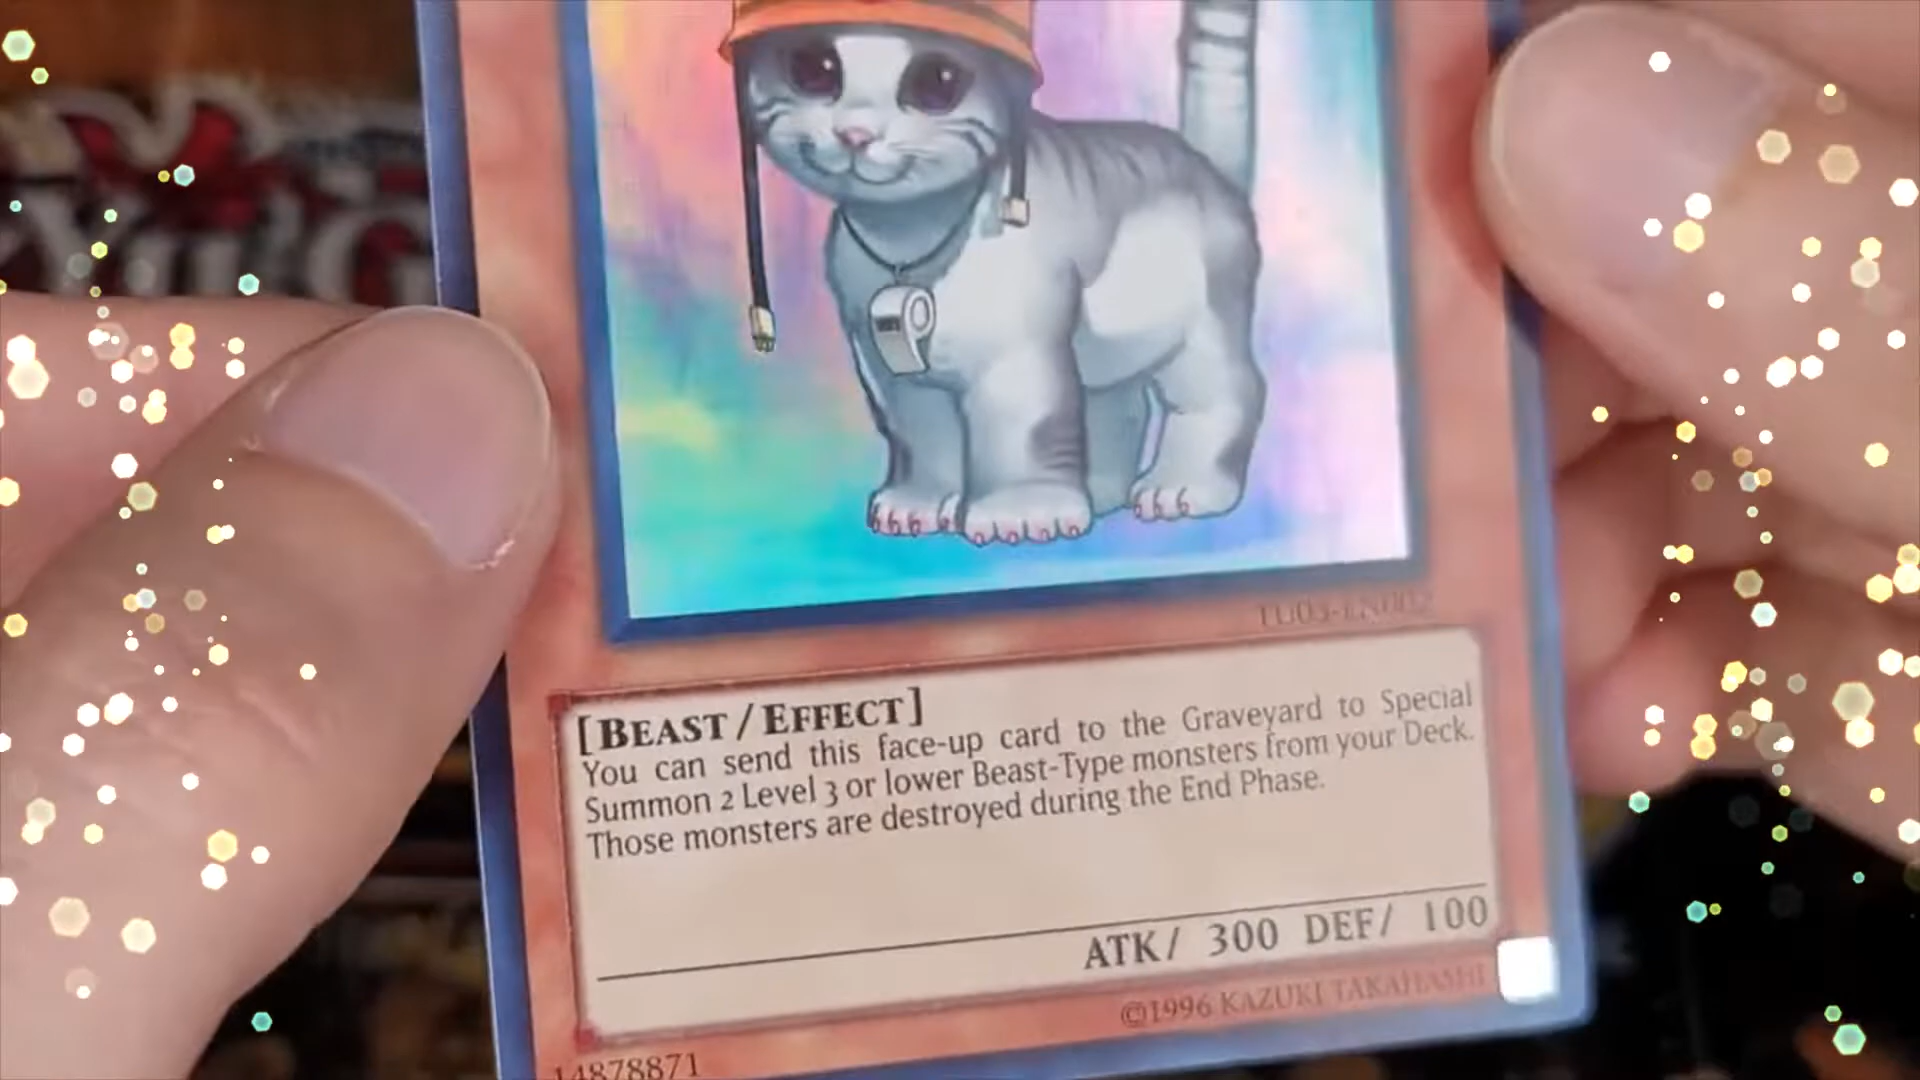 TU03-EN002
[BEAST / EFFECT]
You can send this face-up card to the Graveyard to Special
Summon 2 Level 3 or lower Beast-Type monsters from your Deck.
Those monsters are destroyed during the End Phase.
ATK/ 300 DEF/ 100
©1996 KAZUKI TAKAHASHI
14878871